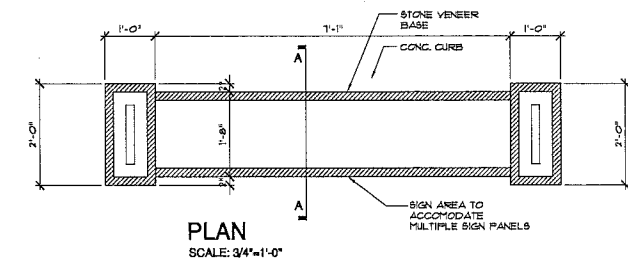 STONE VENEER
BASE
1'-0"
7'-1"
1'-0"
CONC. CURB
A
2"
2'-0"
1'-8"
2'-0"
2"
A
SIGN AREA TO
ACCOMODATE
MULTIPLE SIGN PANELS
PLAN
SCALE: 3/4"=1'-0"